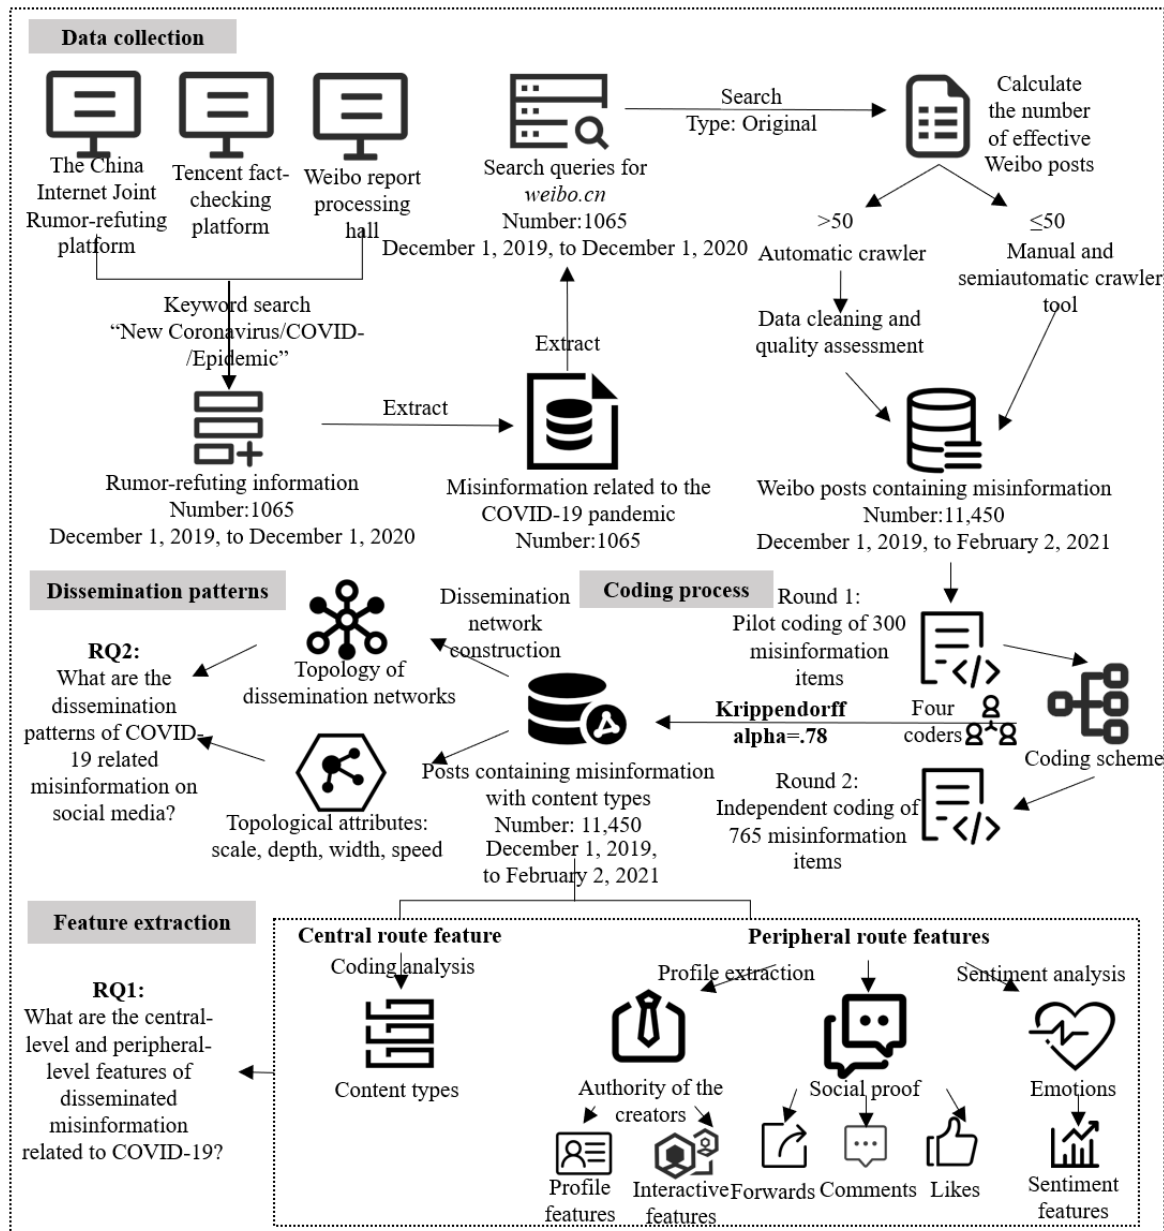 Data collection
The China
Internet Joint
Rumor-refuting
platform
Tencent fact-
checking
platform
Weibo report
processing
hall
Search queries for
weibo.cn
Number:1065
December 1, 2019, to December 1, 2020
Search
Type: Original
Calculate
the number
of effective
Weibo posts
>50
Automatic crawler
≤50
Manual and
semiautomatic crawler
tool
Data cleaning and
quality assessment
Keyword search
“New Coronavirus/COVID-
/Epidemic”
Extract
Extract
Rumor-refuting information
Number:1065
December 1, 2019, to December 1, 2020
Misinformation related to the
COVID-19 pandemic
Number:1065
Weibo posts containing misinformation
Number:11,450
December 1, 2019, to February 2, 2021
Dissemination patterns
Coding process
Round 1:
Pilot coding of 300
misinformation
items
Dissemination
network
construction
RQ2:
What are the
dissemination
patterns of COVID-
19 related
misinformation on
social media?
Topology of
dissemination networks
Krippendorff
alpha=.78
Four
coders
Coding scheme
Topological attributes:
scale, depth, width, speed
Posts containing misinformation
with content types
Number: 11,450
December 1, 2019,
to February 2, 2021
Round 2:
Independent coding of
765 misinformation
items
Feature extraction
Central route feature
Peripheral route features
Coding analysis
Profile extraction
Sentiment analysis
RQ1:
What are the central-
level and peripheral-
level features of
disseminated
misinformation
related to COVID-19?
Content types
Authority of the
creators
Social proof
Emotions
Profile
features
Interactive
features
Forwards
Comments
Likes
Sentiment
features